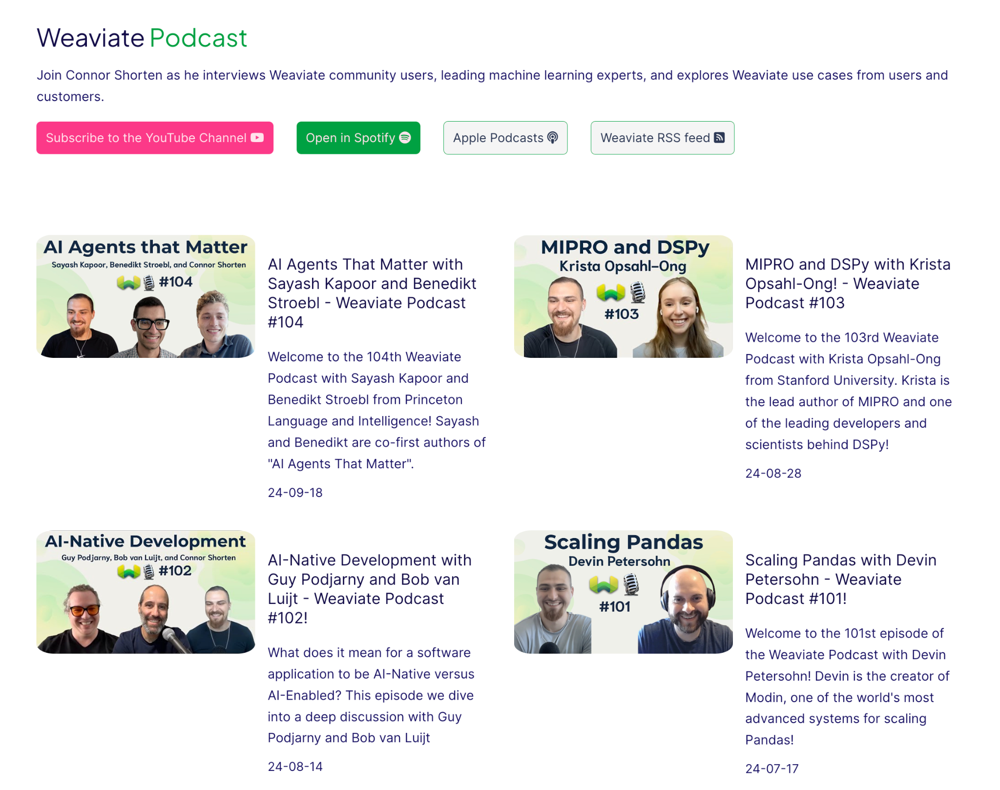 Weaviate Podcast
Join Connor Shorten as he interviews Weaviate community users, leading machine learning experts, and explores Weaviate use cases from users and
customers.
Subscribe to the YouTube Channel
Open in Spotify
Apple Podcasts
Weaviate RSS feed
AI Agents that Matter
Sayash Kapoor, Benedikt Stroebl, and Connor Shorten
#104
AI Agents That Matter with
Sayash Kapoor and Benedikt
Stroebl - Weaviate Podcast
#104
Welcome to the 104th Weaviate
Podcast with Sayash Kapoor and
Benedikt Stroebl from Princeton
Language and Intelligence! Sayash
and Benedikt are co-first authors of
"AI Agents That Matter".
24-09-18
MIPRO and DSPy
Krista Opsahl-Ong
#103
MIPRO and DSPy with Krista
Opsahl-Ong! - Weaviate
Podcast #103
Welcome to the 103rd Weaviate
Podcast with Krista Opsahl-Ong
from Stanford University. Krista is
the lead author of MIPRO and one
of the leading developers and
scientists behind DSPy!
24-08-28
AI-Native Development
Guy Podjarny, Bob van Luijt, and Connor Shorten
#102
AI-Native Development with
Guy Podjarny and Bob van
Luijt - Weaviate Podcast
#102!
What does it mean for a software
application to be AI-Native versus
AI-Enabled? This episode we dive
into a deep discussion with Guy
Podjarny and Bob van Luijt
24-08-14
Scaling Pandas
Devin Petersohn
#101
Scaling Pandas with Devin
Petersohn - Weaviate
Podcast #101!
Welcome to the 101st episode of
the Weaviate Podcast with Devin
Petersohn! Devin is the creator of
Modin, one of the world's most
advanced systems for scaling
Pandas!
24-07-17